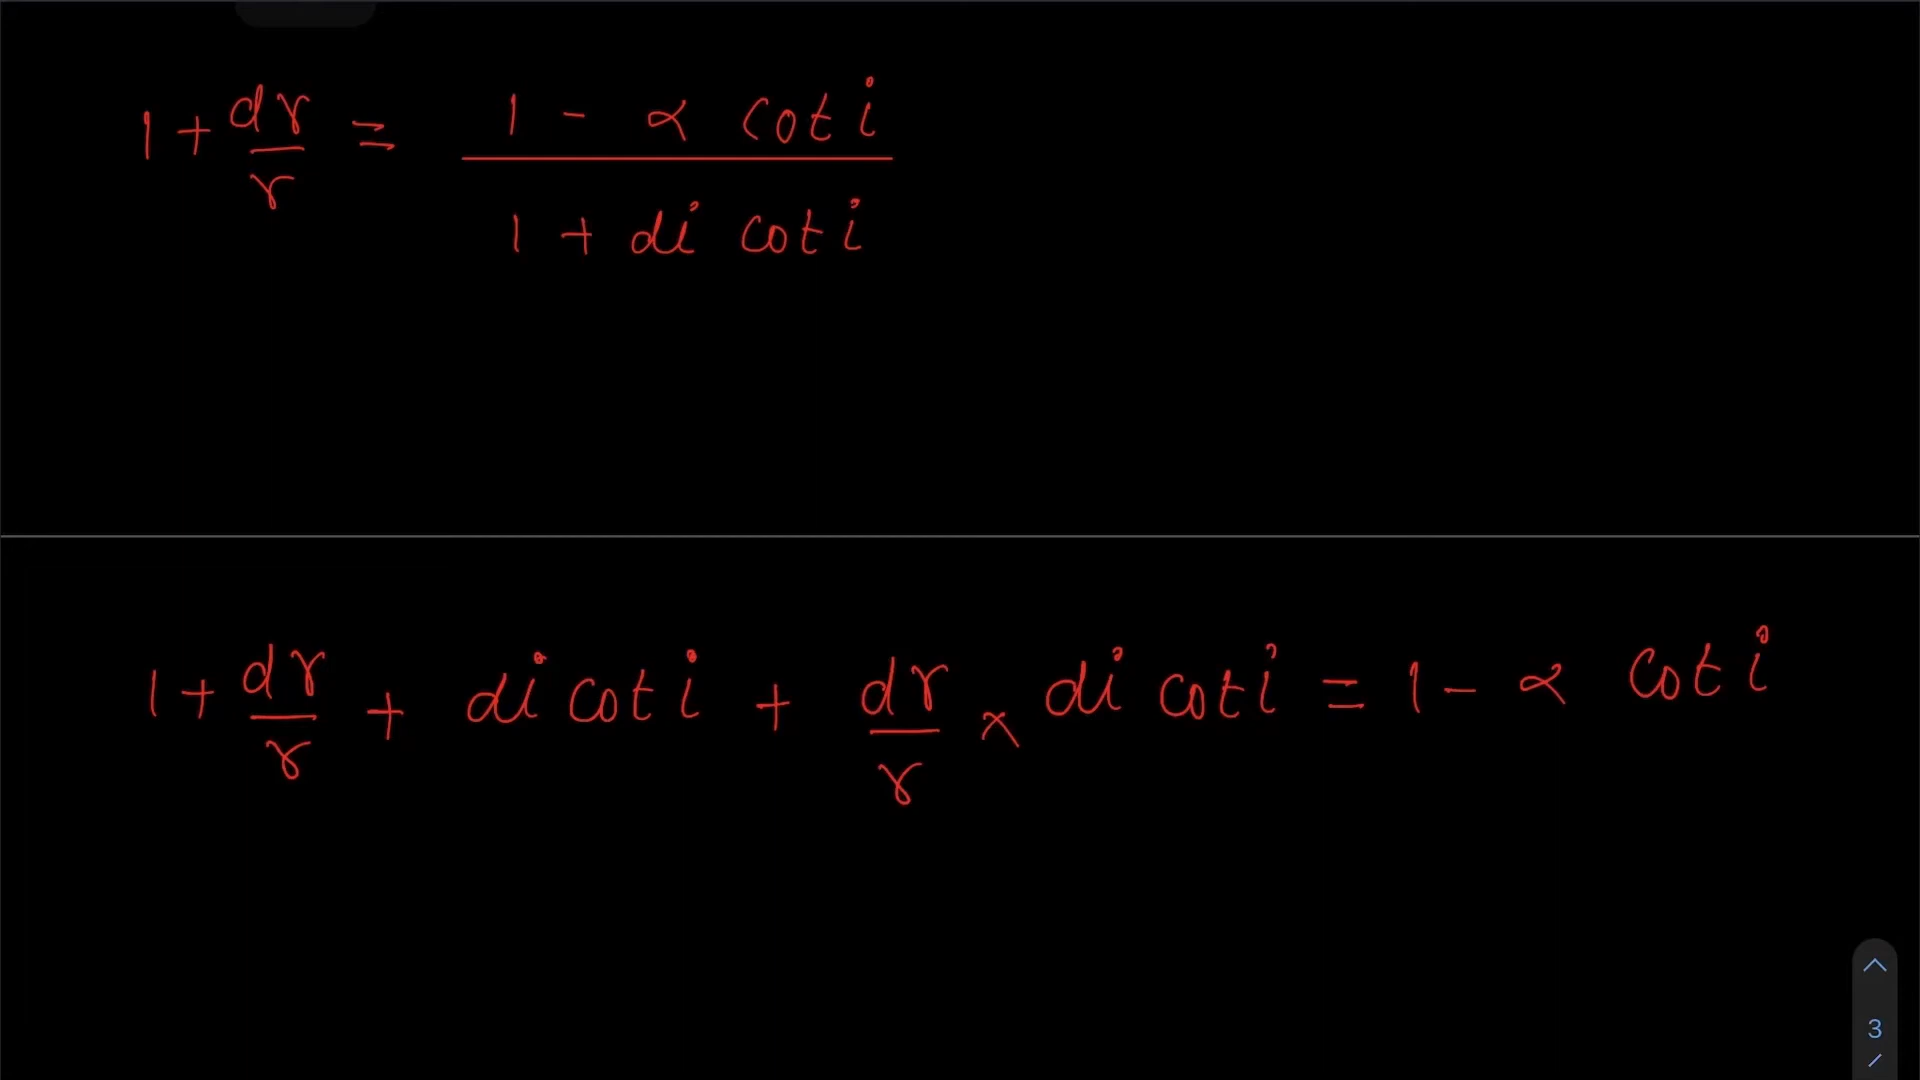 1 + dr/r = (1 - α cot i)/(1 + di cot i)
1 + dr/r + di cot i + dr/r × di cot i = 1 - α cot i
3
/